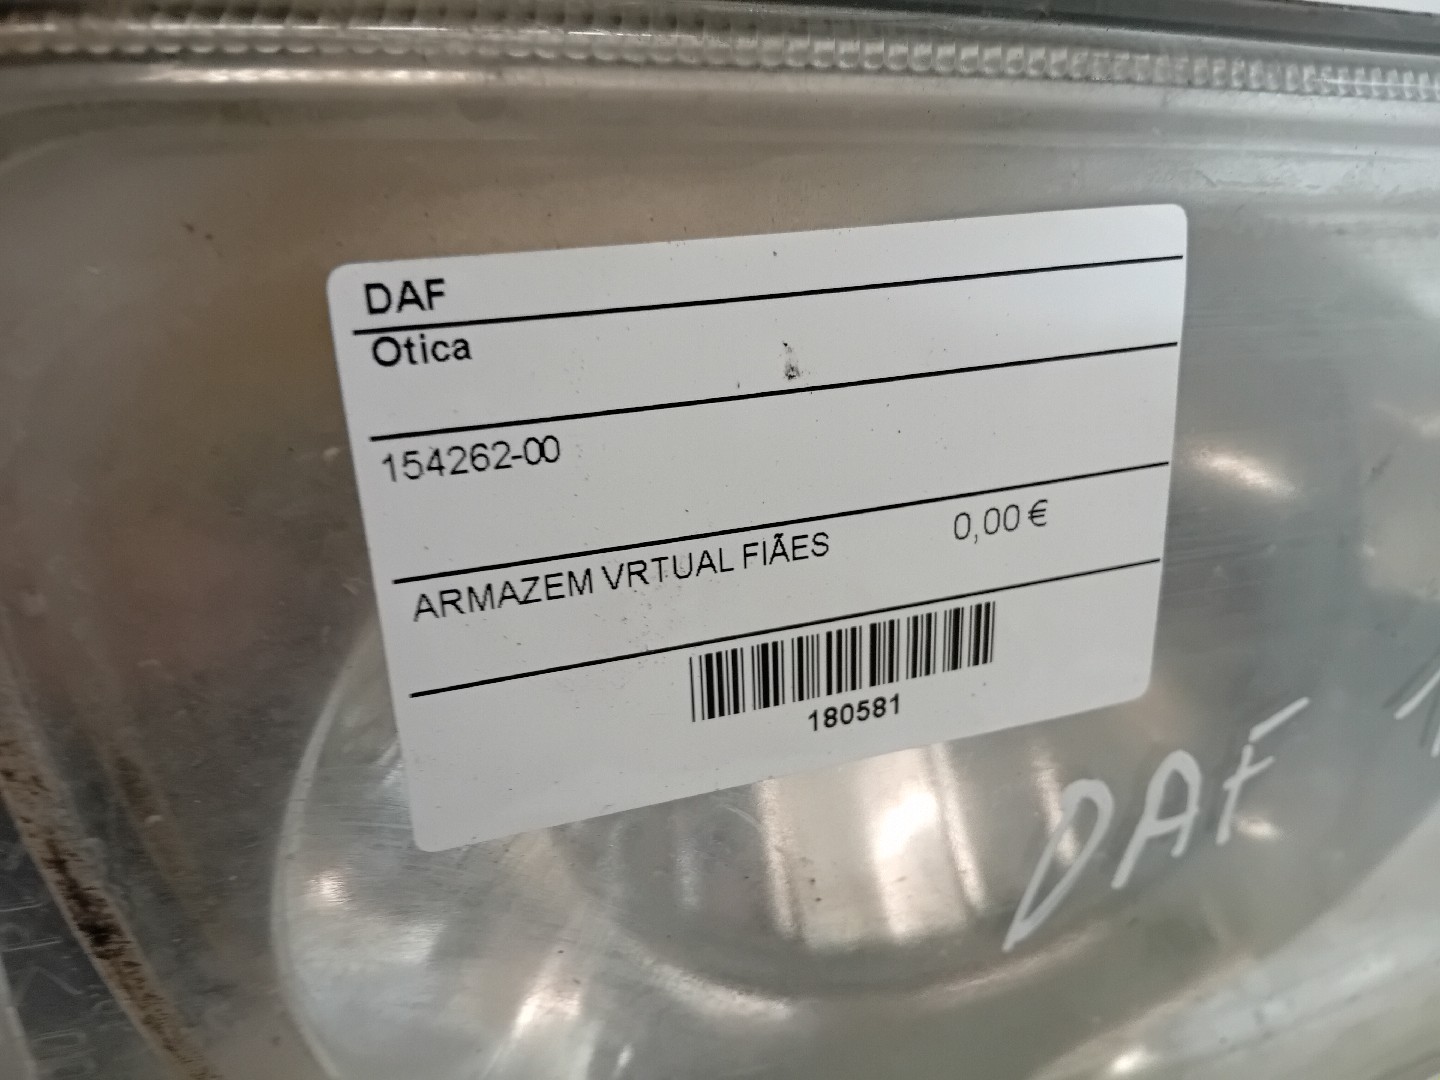 DAF
Otica
154262-00
ARMAZEM VRTUAL FIÃES 0,00 €
180581
DAF